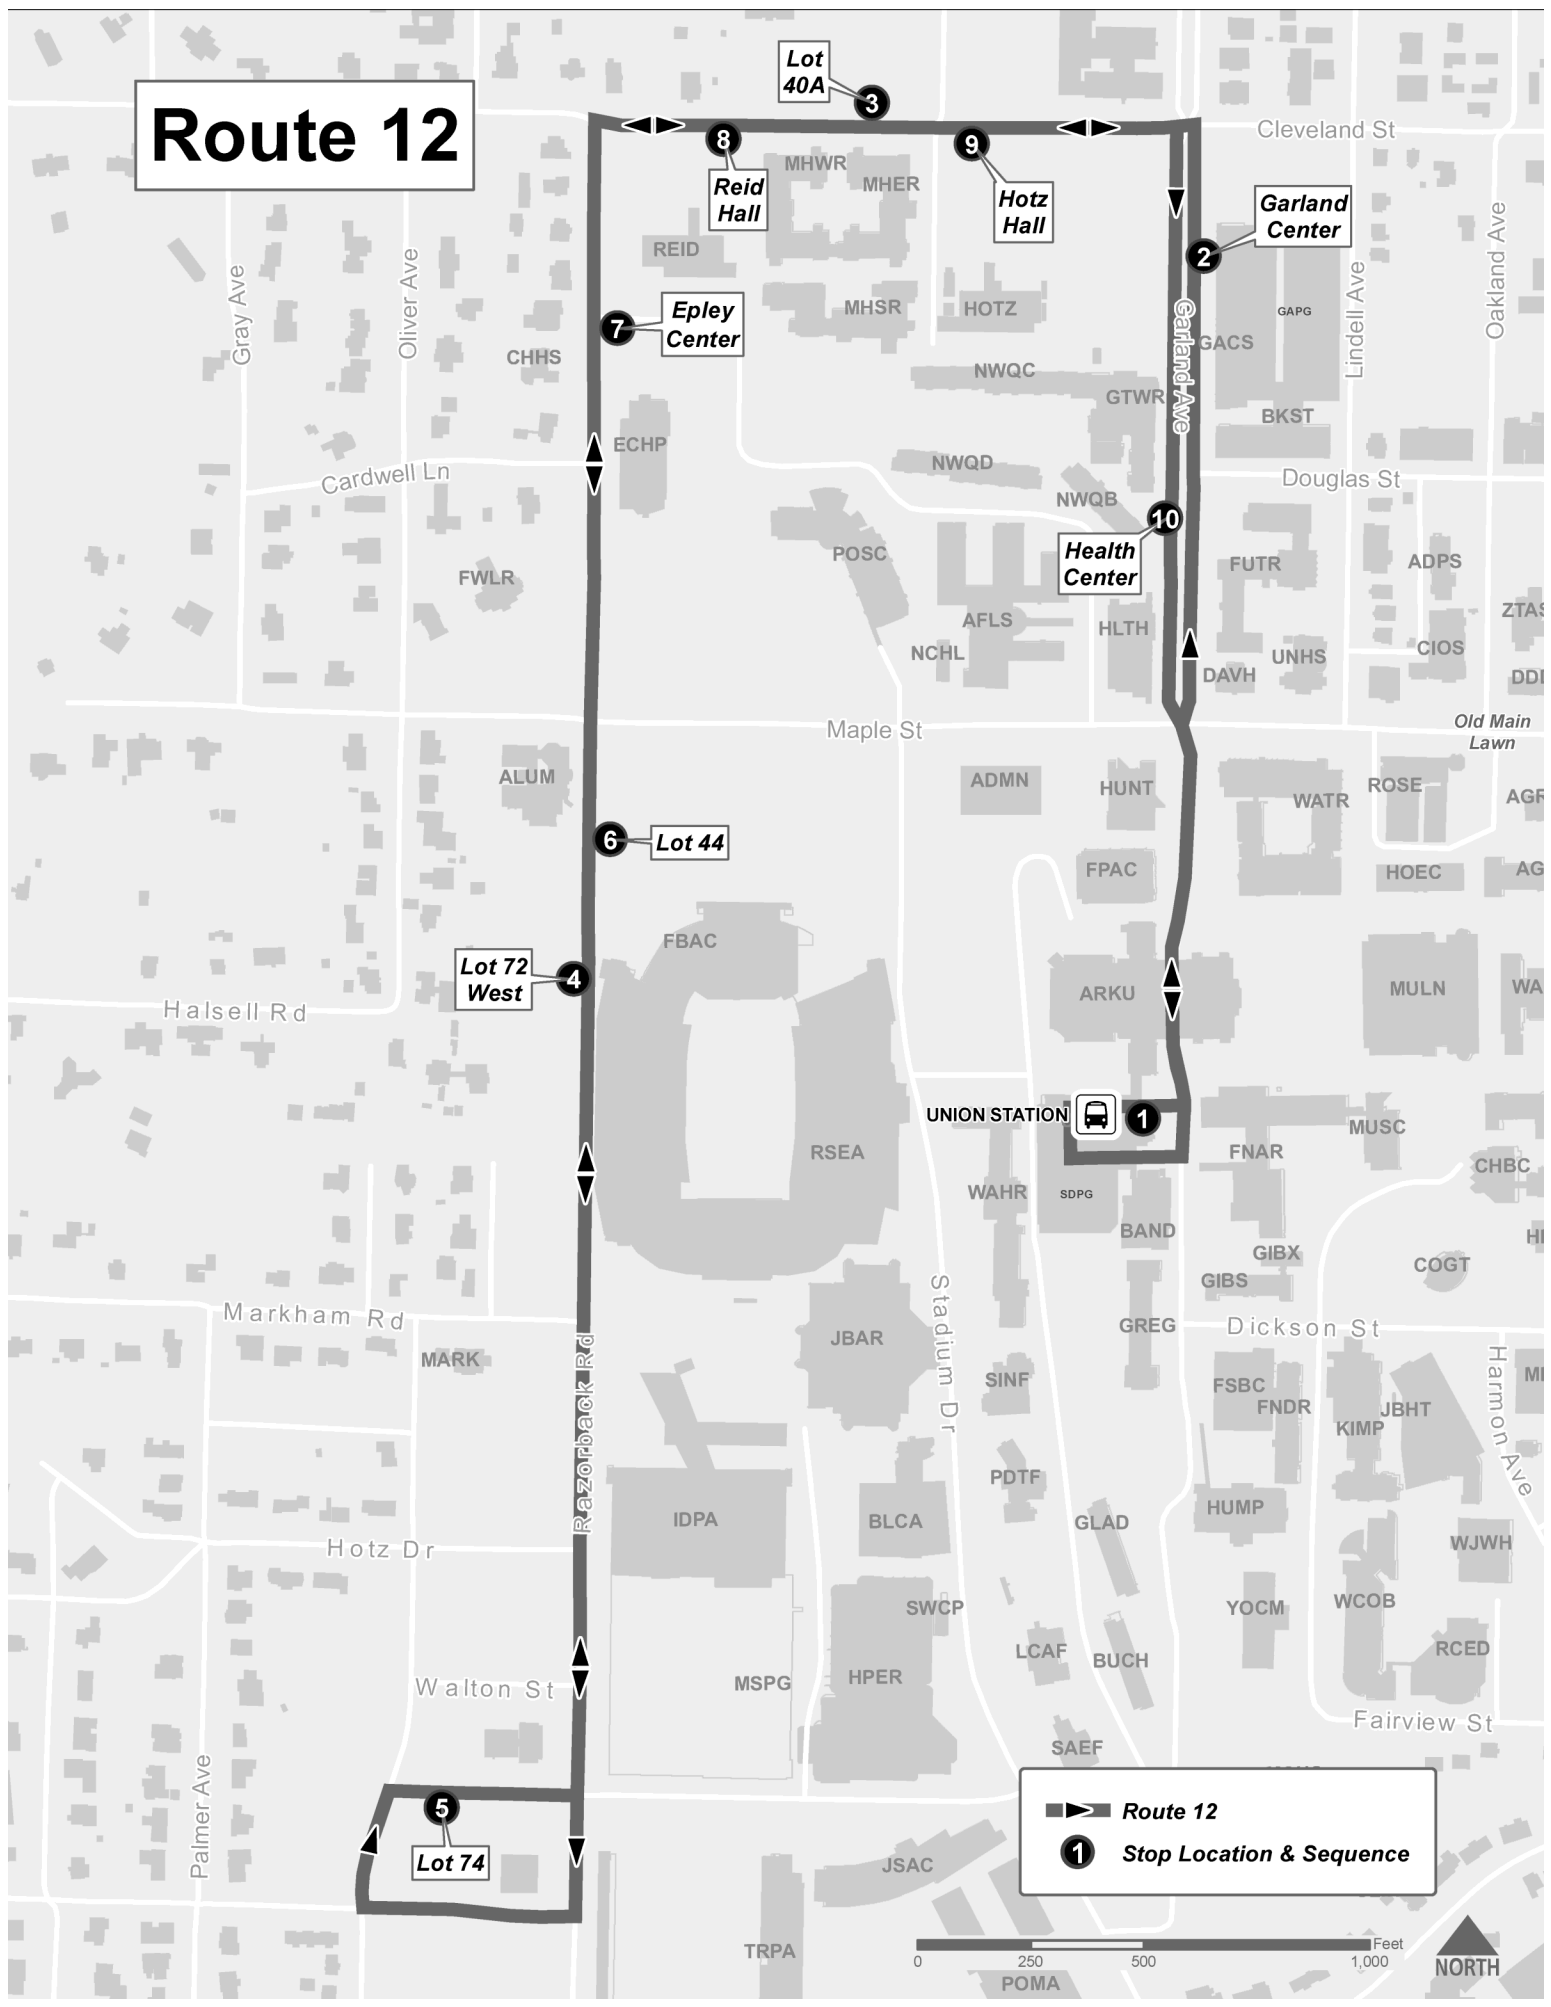 Route 12
Lot
40A
3
8
9
Cleveland St
Reid
Hall
MHWR
MHER
Hotz
Hall
Garland
Center
2
REID
Gray Ave
Oliver Ave
Garland Ave
Lindell Ave
Oakland Ave
7
Epley
Center
MHSR
HOTZ
GAPG
GACS
CHHS
NWQC
GTWR
BKST
ECHP
Cardwell Ln
NWQD
Douglas St
NWQB
10
Health
Center
POSC
FWLR
FUTR
ADPS
AFLS
HLTH
ZTAS
NCHL
UNHS
CIOS
DAVH
Maple St
Old Main
Lawn
ALUM
ADMN
HUNT
WATR
ROSE
6
Lot 44
FPAC
HOEC
FBAC
Lot 72
West
4
ARKU
MULN
Halsell Rd
UNION STATION
1
MUSC
RSEA
FNAR
CHBC
WAHR
SDPG
BAND
GIBX
COGT
GIBS
Stadium Dr
Markham Rd
GREG
Dickson St
JBAR
MARK
SINF
FSBC
FNDR
JBHT
KIMP
Harmon Ave
Razorback Rd
PDTF
HUMP
IDPA
BLCA
GLAD
WJWH
Hotz Dr
SWCP
YOCM
WCOB
LCAF
BUCH
RCED
Walton St
MSPG
HPER
Fairview St
SAEF
Palmer Ave
5
Lot 74
JSAC
Route 12
1
Stop Location & Sequence
TRPA
POMA
Feet
0
250
500
1,000
NORTH